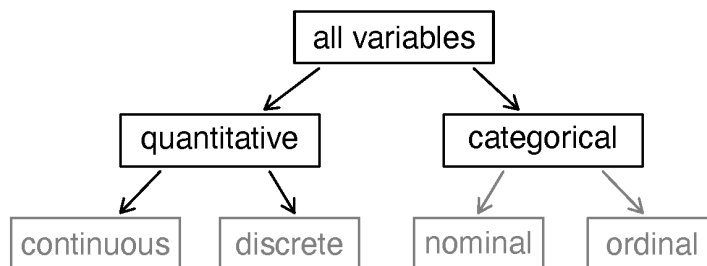 all variables
quantitative
categorical
continuous
discrete
nominal
ordinal